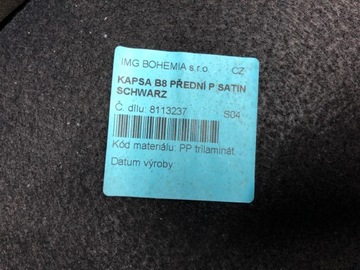 IMG BOHEMIA s.r.o. CZ
KAPSA B8 PŘEDNÍ P SATIN
SCHWARZ
Č. dílu: 8113237 S04
Kód materiálu: PP trilaminát
Datum výroby